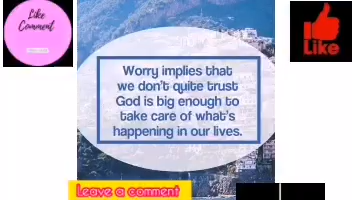 Like
Comment
Worry implies that
we don't quite trust
God is big enough to
take care of what's
happening in our lives.
Like
Leave a comment